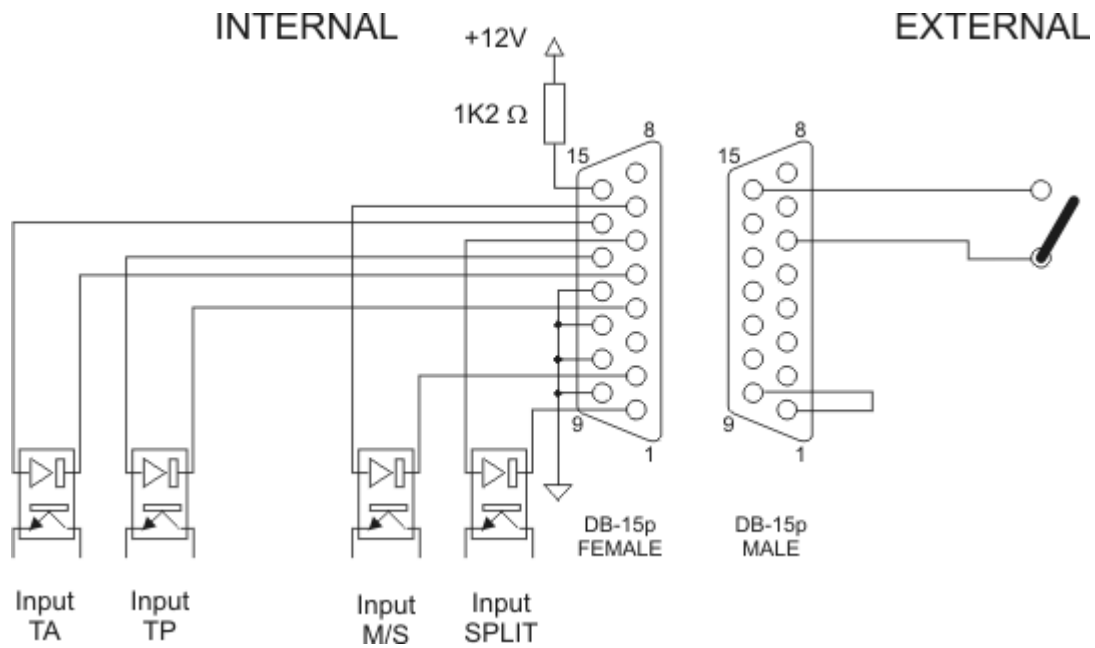 INTERNAL
EXTERNAL
+12V
1K2 Ω
15
8
9
1
DB-15p
FEMALE
15
8
9
1
DB-15p
MALE
Input
TA
Input
TP
Input
M/S
Input
SPLIT